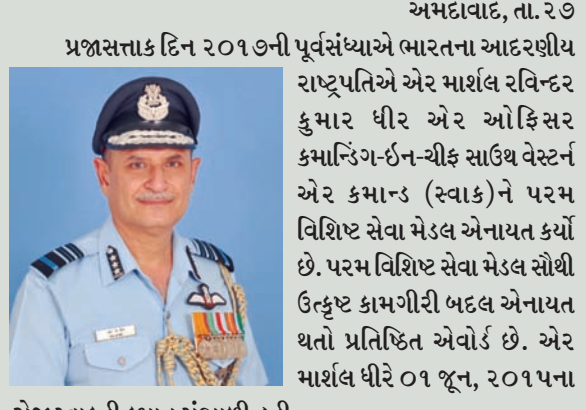 અમદાવાદ, તા.૨૭
પ્રજાસત્તાક દિન ૨૦૧૭ની પૂર્વસંધ્યાએ ભારતના આદરણીય
રાષ્ટ્રપતિએ એર માર્શલ રવિન્દર
કુમાર ધીર એર ઓફિસર
કમાન્ડિંગ-ઇન-ચીફ સાઉથ વેસ્ટર્ન
એર કમાન્ડ (સ્વાક)ને પરમ
વિશિષ્ટ સેવા મેડલ એનાયત કર્યો
છે. પરમ વિશિષ્ટ સેવા મેડલ સૌથી
ઉત્કૃષ્ટ કામગીરી બદલ એનાયત
થતો પ્રતિષ્ઠિત એવોર્ડ છે. એર
માર્શલ ધીરે ૦૧ જૂન, ૨૦૧૫ના